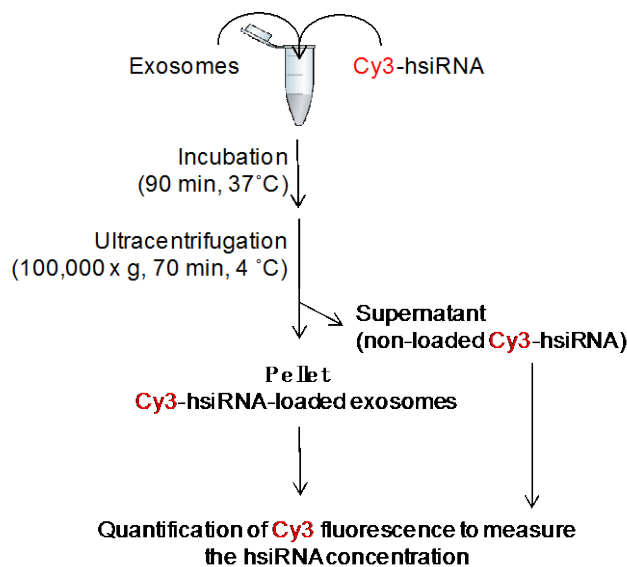 Exosomes
Cy3-hsiRNA
Incubation
(90 min, 37˚C)
Ultracentrifugation
(100,000 x g, 70 min, 4 ˚C)
Supernatant
(non-loaded Cy3-hsiRNA)
Pellet
Cy3-hsiRNA-loaded exosomes
Quantification of Cy3 fluorescence to measure
the hsiRNA concentration